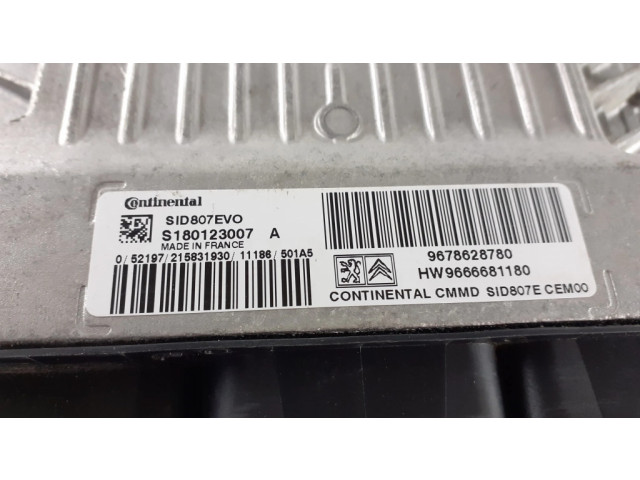 Continental
SID807EVO
S180123007 A
MADE IN FRANCE
0/52197/215831930/11186/501A5
9678628780
HW9666681180
CONTINENTAL CMMD SID807E CEM00